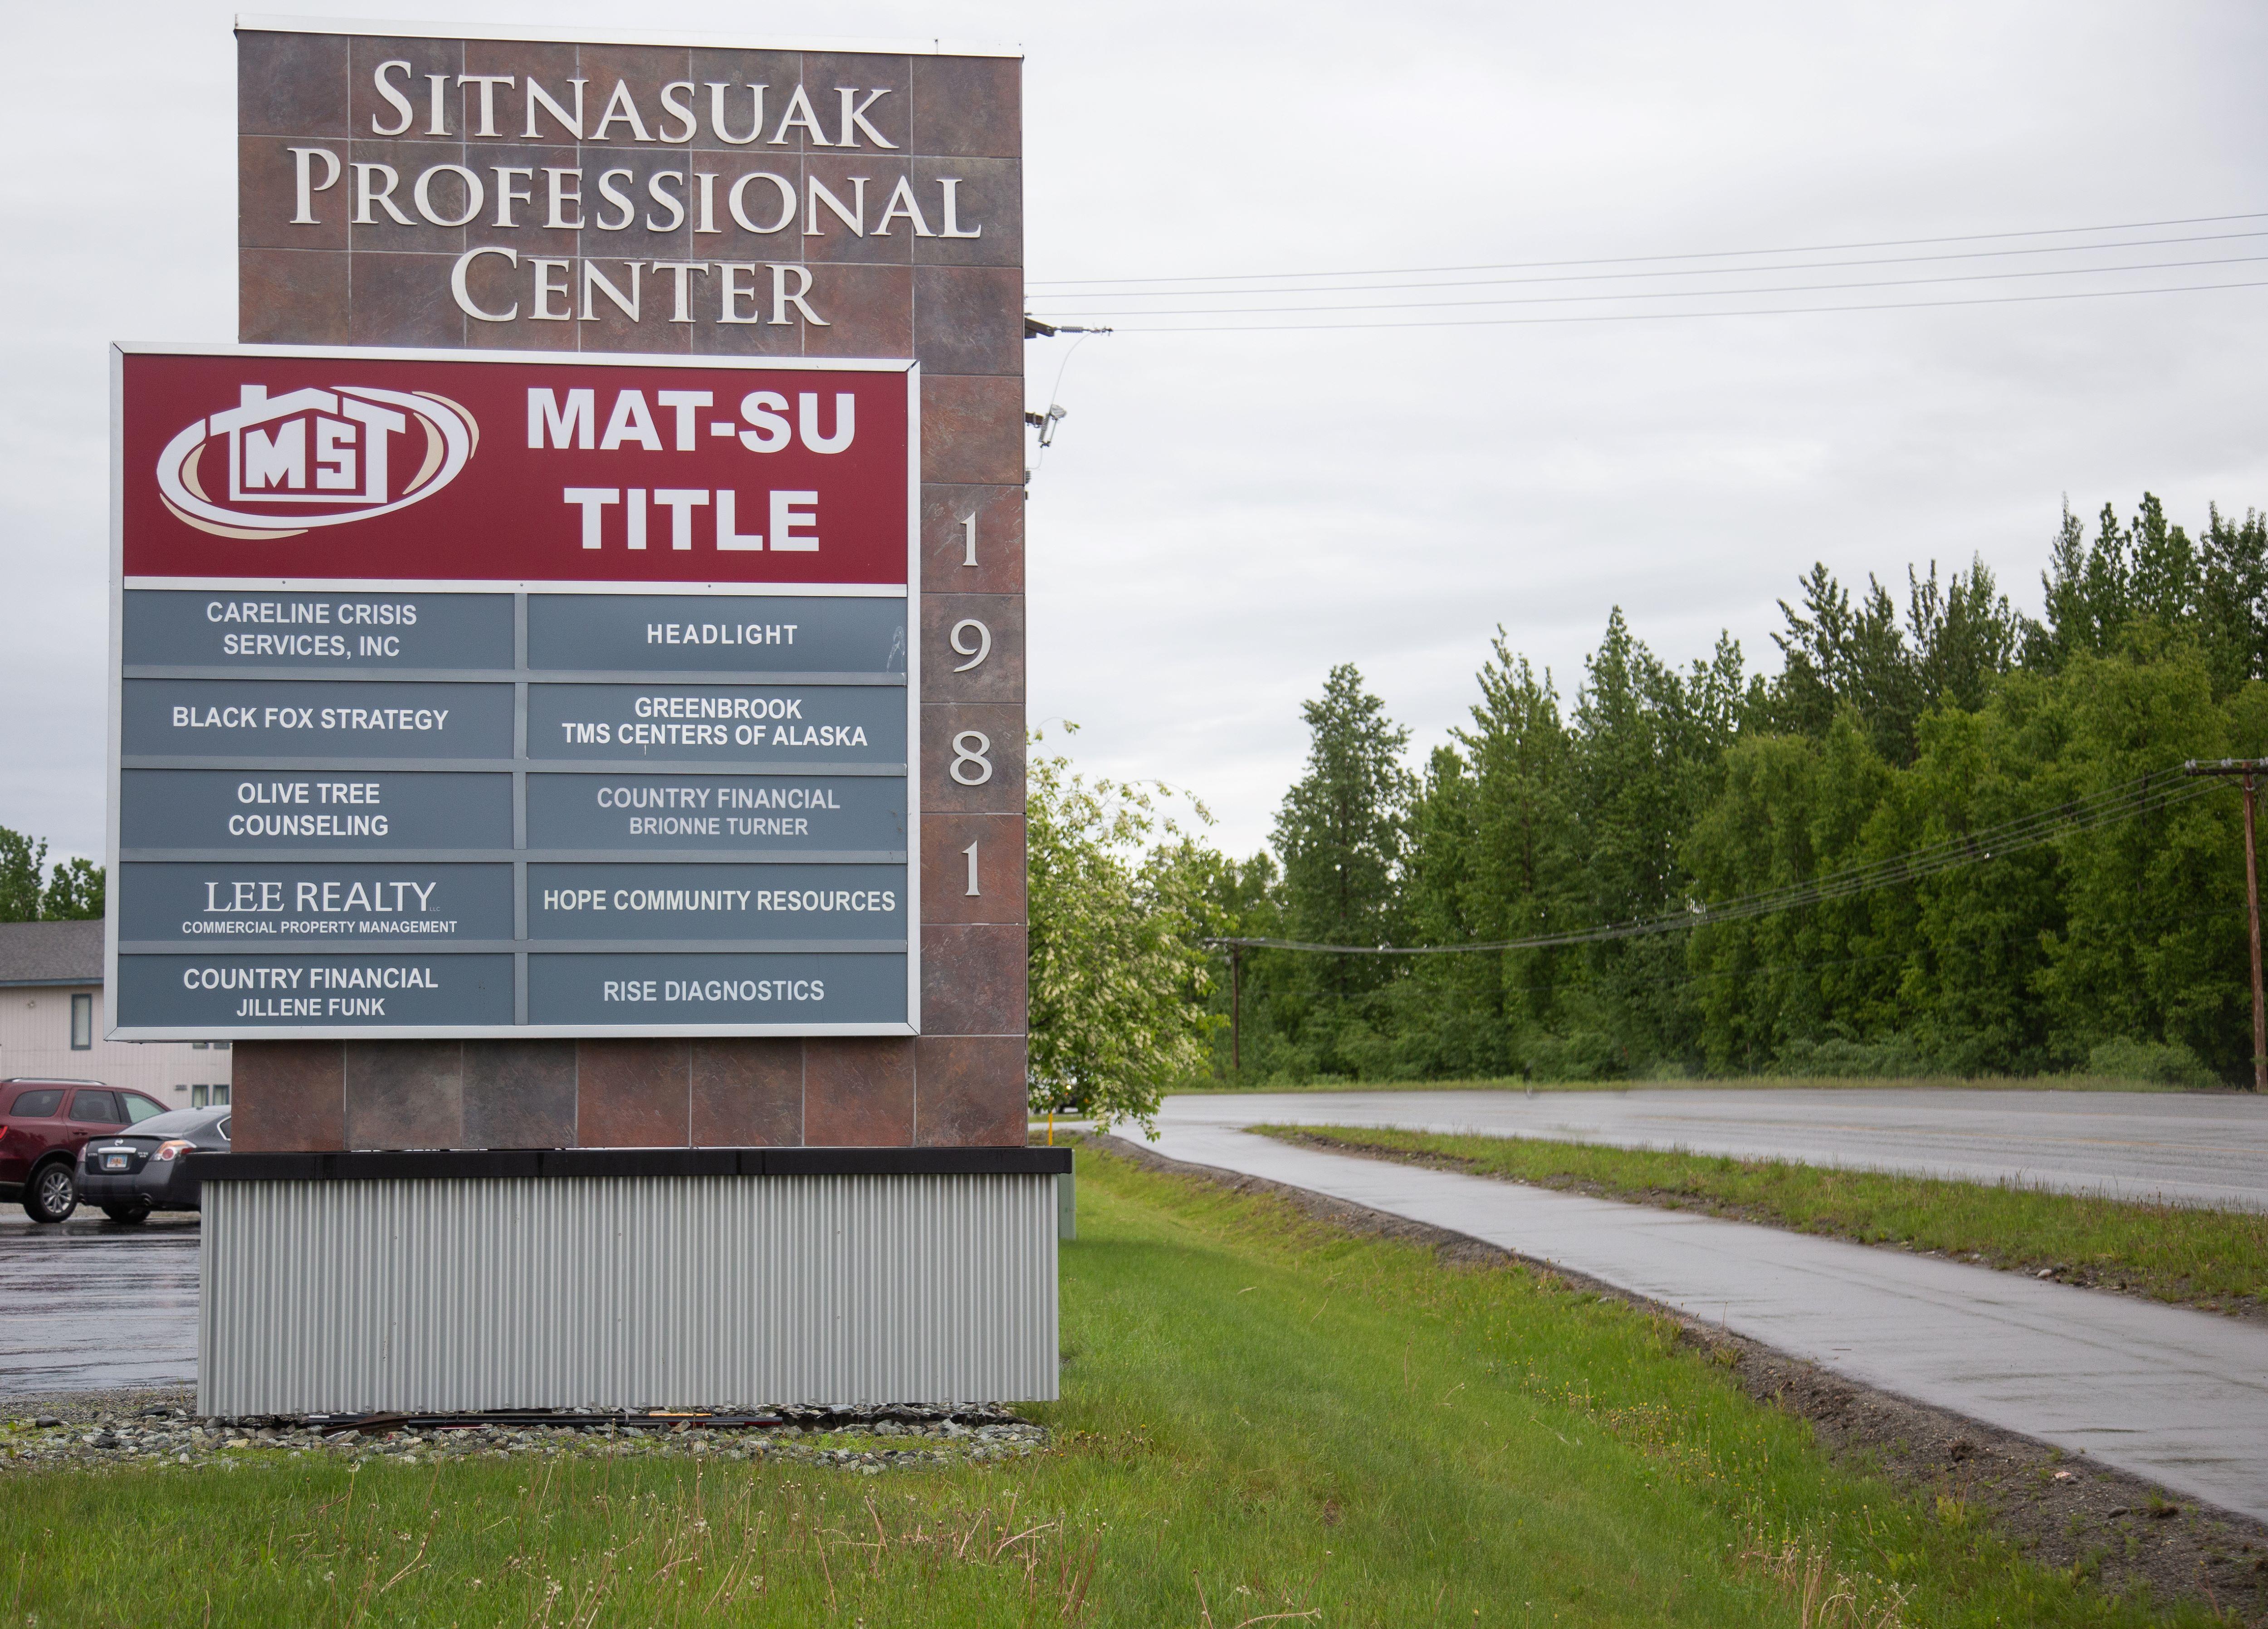 SITNASUAK
PROFESSIONAL
CENTER
MST
MAT-SU
TITLE
1
9
8
1
CARELINE CRISIS
SERVICES, INC
HEADLIGHT
BLACK FOX STRATEGY
GREENBROOK
TMS CENTERS OF ALASKA
OLIVE TREE
COUNSELING
COUNTRY FINANCIAL
BRIONNE TURNER
LEE REALTY LLC
COMMERCIAL PROPERTY MANAGEMENT
HOPE COMMUNITY RESOURCES
COUNTRY FINANCIAL
JILLENE FUNK
RISE DIAGNOSTICS